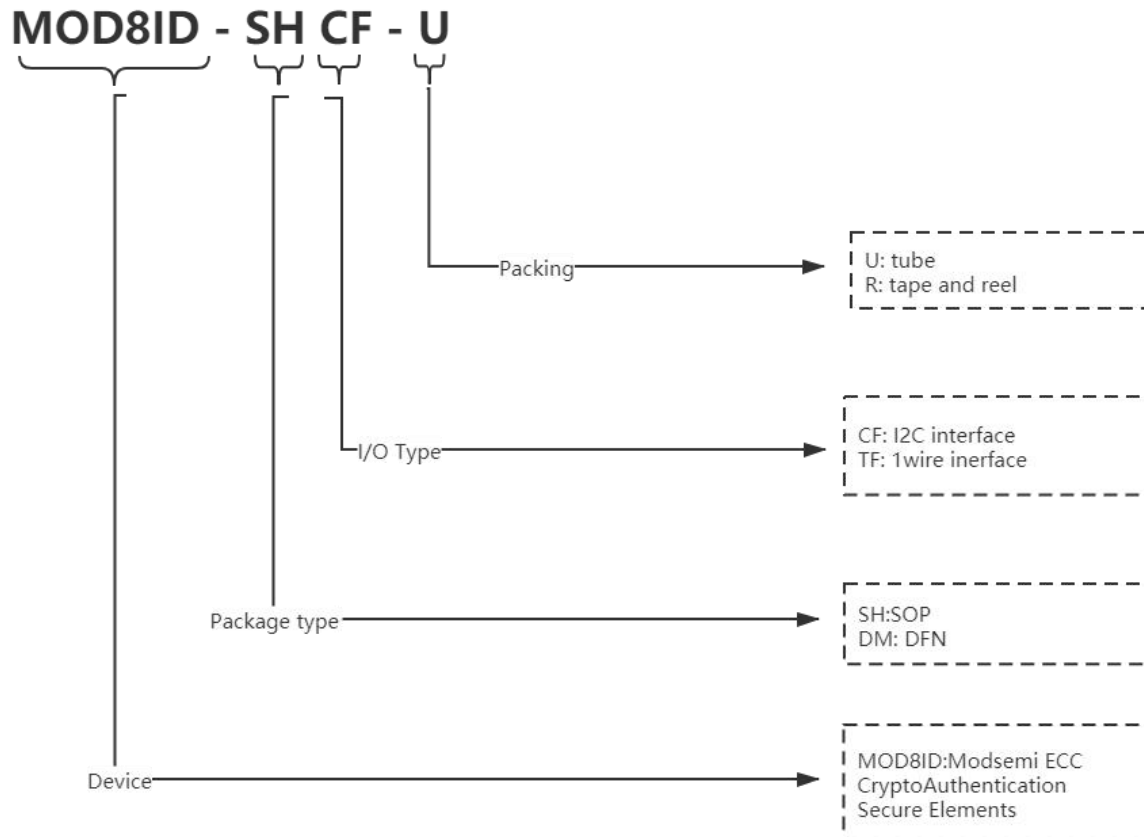 MOD8ID - SH CF - U
Packing
U: tube
R: tape and reel
I/O Type
CF: I2C interface
TF: 1wire inerface
Package type
SH:SOP
DM: DFN
Device
MOD8ID:Modsemi ECC
CryptoAuthentication
Secure Elements